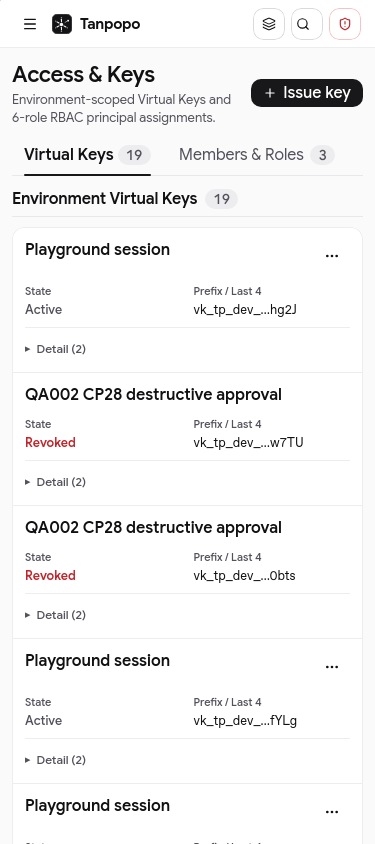 Tanpopo
Access & Keys
Environment-scoped Virtual Keys and
6-role RBAC principal assignments.
+ Issue key
Virtual Keys 19
Members & Roles 3
Environment Virtual Keys 19
Playground session
...
State
Prefix / Last 4
Active
vk_tp_dev_...hg2J
▸ Detail (2)
QA002 CP28 destructive approval
State
Prefix / Last 4
Revoked
vk_tp_dev_...w7TU
▸ Detail (2)
QA002 CP28 destructive approval
State
Prefix / Last 4
Revoked
vk_tp_dev_...0bts
▸ Detail (2)
Playground session
...
State
Prefix / Last 4
Active
vk_tp_dev_...fYLg
▸ Detail (2)
Playground session
...